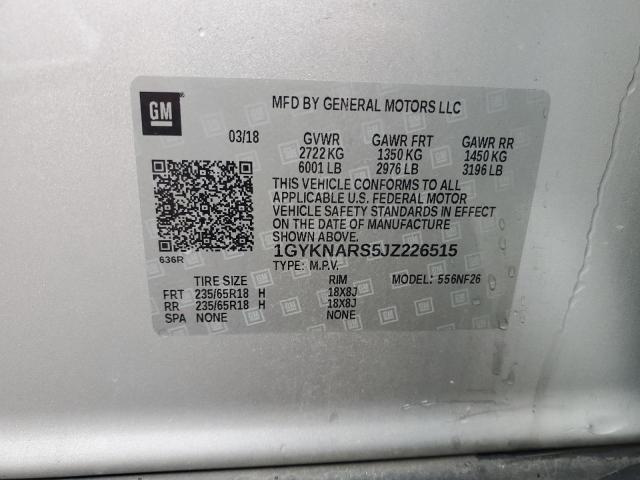 GM
MFD BY GENERAL MOTORS LLC
03/18 GVWR GAWR FRT GAWR RR
2722 KG 1350 KG 1450 KG
6001 LB 2976 LB 3196 LB
THIS VEHICLE CONFORMS TO ALL
APPLICABLE U.S. FEDERAL MOTOR
VEHICLE SAFETY STANDARDS IN EFFECT
ON THE DATE OF MANUFACTURE
SHOWN ABOVE.
636R
1GYKNARS5JZ226515
TYPE: M.P.V.
TIRE SIZE RIM MODEL: 556NF26
FRT 235/65R18 H 18X8J
RR 235/65R18 H 18X8J
SPA NONE NONE